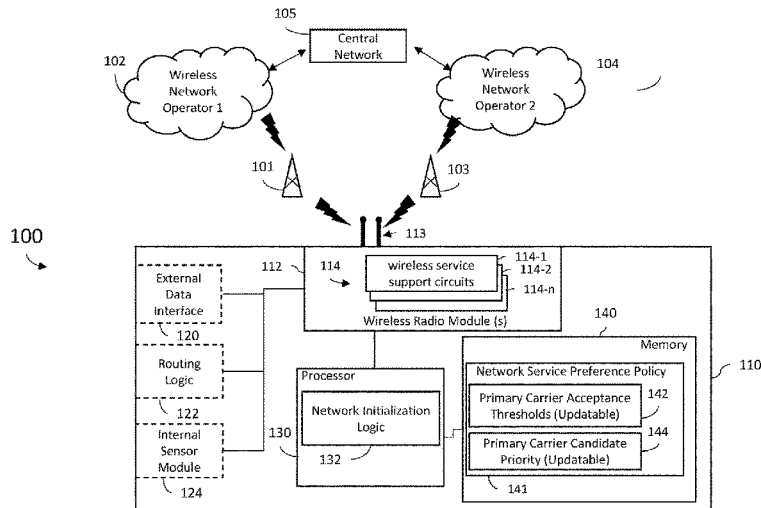 105
Central
Network
102
Wireless
Network
Operator 1
Wireless
Network
Operator 2
104
101
103
113
100
112
114
wireless service
support circuits
114-1
114-2
114-n
Wireless Radio Module (s)
External
Data
Interface
120
Routing
Logic
122
Internal
Sensor
Module
124
Processor
Network Initialization
Logic
132
130
140
Memory
Network Service Preference Policy
Primary Carrier Acceptance
Thresholds (Updatable)
142
Primary Carrier Candidate
Priority (Updatable)
144
141
110